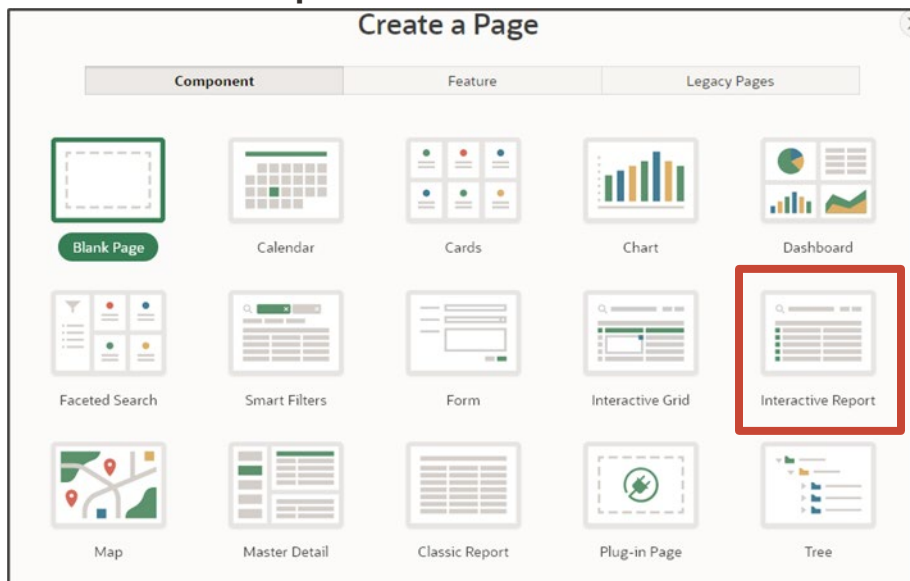 Create a Page
Component Feature Legacy Pages
Blank Page Calendar Cards Chart Dashboard
Faceted Search Smart Filters Form Interactive Grid Interactive Report
Map Master Detail Classic Report Plug-in Page Tree